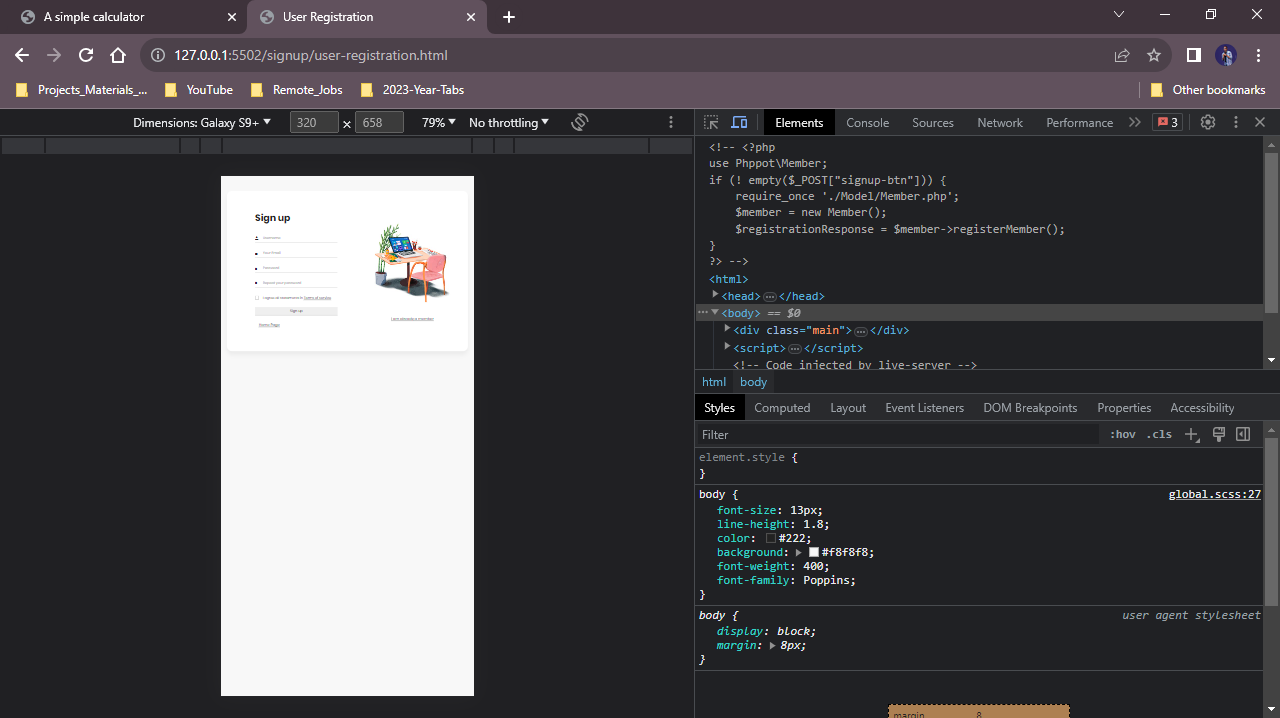 A simple calculator
User Registration
127.0.0.1:5502/signup/user-registration.html
Projects_Materials_...
YouTube
Remote_Jobs
2023-Year-Tabs
Other bookmarks
Dimensions: Galaxy S9+ 320 × 658 79% No throttling
Elements Console Sources Network Performance 3
<!-- <?php
use Phppot\Member;
if (! empty($_POST["signup-btn"])) {
require_once './Model/Member.php';
$member = new Member();
$registrationResponse = $member->registerMember();
}
?> -->
<html>
<head> … </head>
<body> == $0
<div class="main"> … </div>
<script> … </script>
<!-- Code injected by live-server -->
html body
Styles Computed Layout Event Listeners DOM Breakpoints Properties Accessibility
Filter :hov .cls
element.style {
}
body { global.scss:27
font-size: 13px;
line-height: 1.8;
color: #222;
background: #f8f8f8;
font-weight: 400;
font-family: Poppins;
}
body { user agent stylesheet
display: block;
margin: 8px;
}
margin 8
Sign up
Your Email
Password
Repeat your password
I agree all statements in Terms of service
Sign up
I am already a member